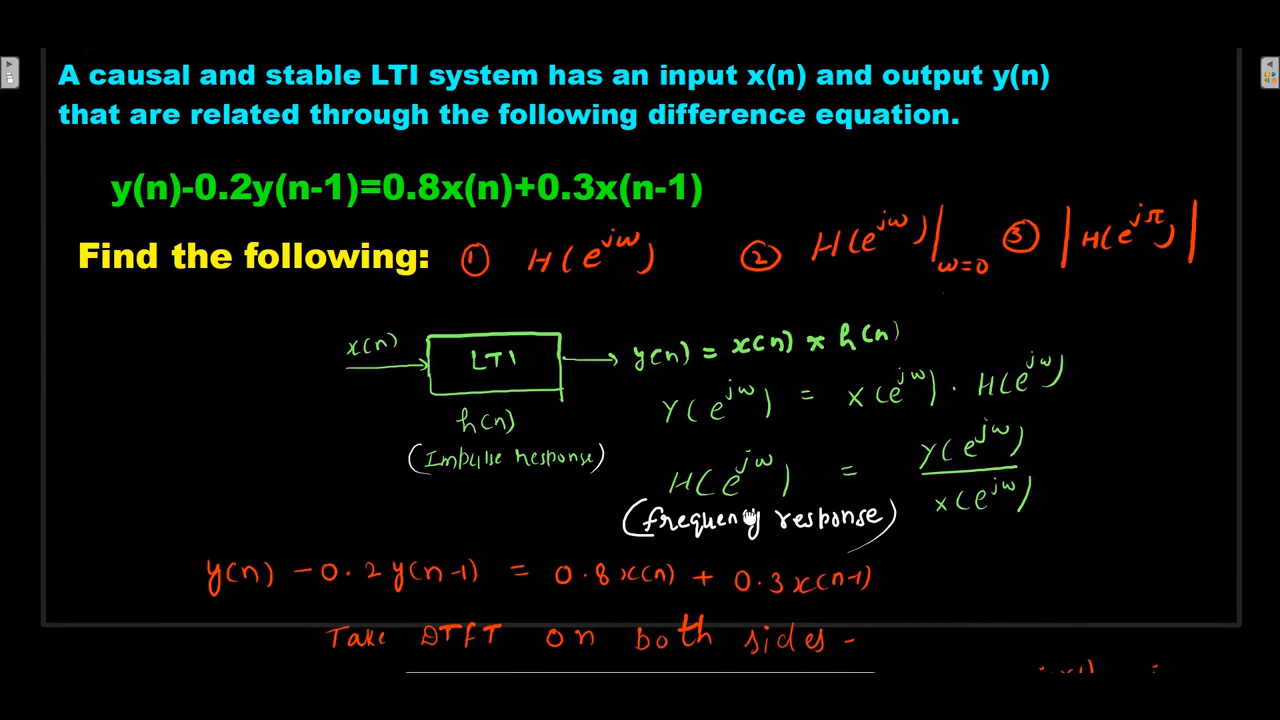 A causal and stable LTI system has an input x(n) and output y(n)
that are related through the following difference equation.
y(n)-0.2y(n-1)=0.8x(n)+0.3x(n-1)
Find the following: ① H(e^{jω}) ② H(e^{jω})|_{ω=0} ③ |H(e^{jπ})|
x(n) LTI y(n) = x(n) * h(n)
h(n)
(Impulse response)
Y(e^{jω}) = X(e^{jω}) · H(e^{jω})
H(e^{jω}) = Y(e^{jω}) / X(e^{jω})
(frequency response)
y(n) - 0.2y(n-1) = 0.8x(n) + 0.3x(n-1)
Take DTFT on both sides -